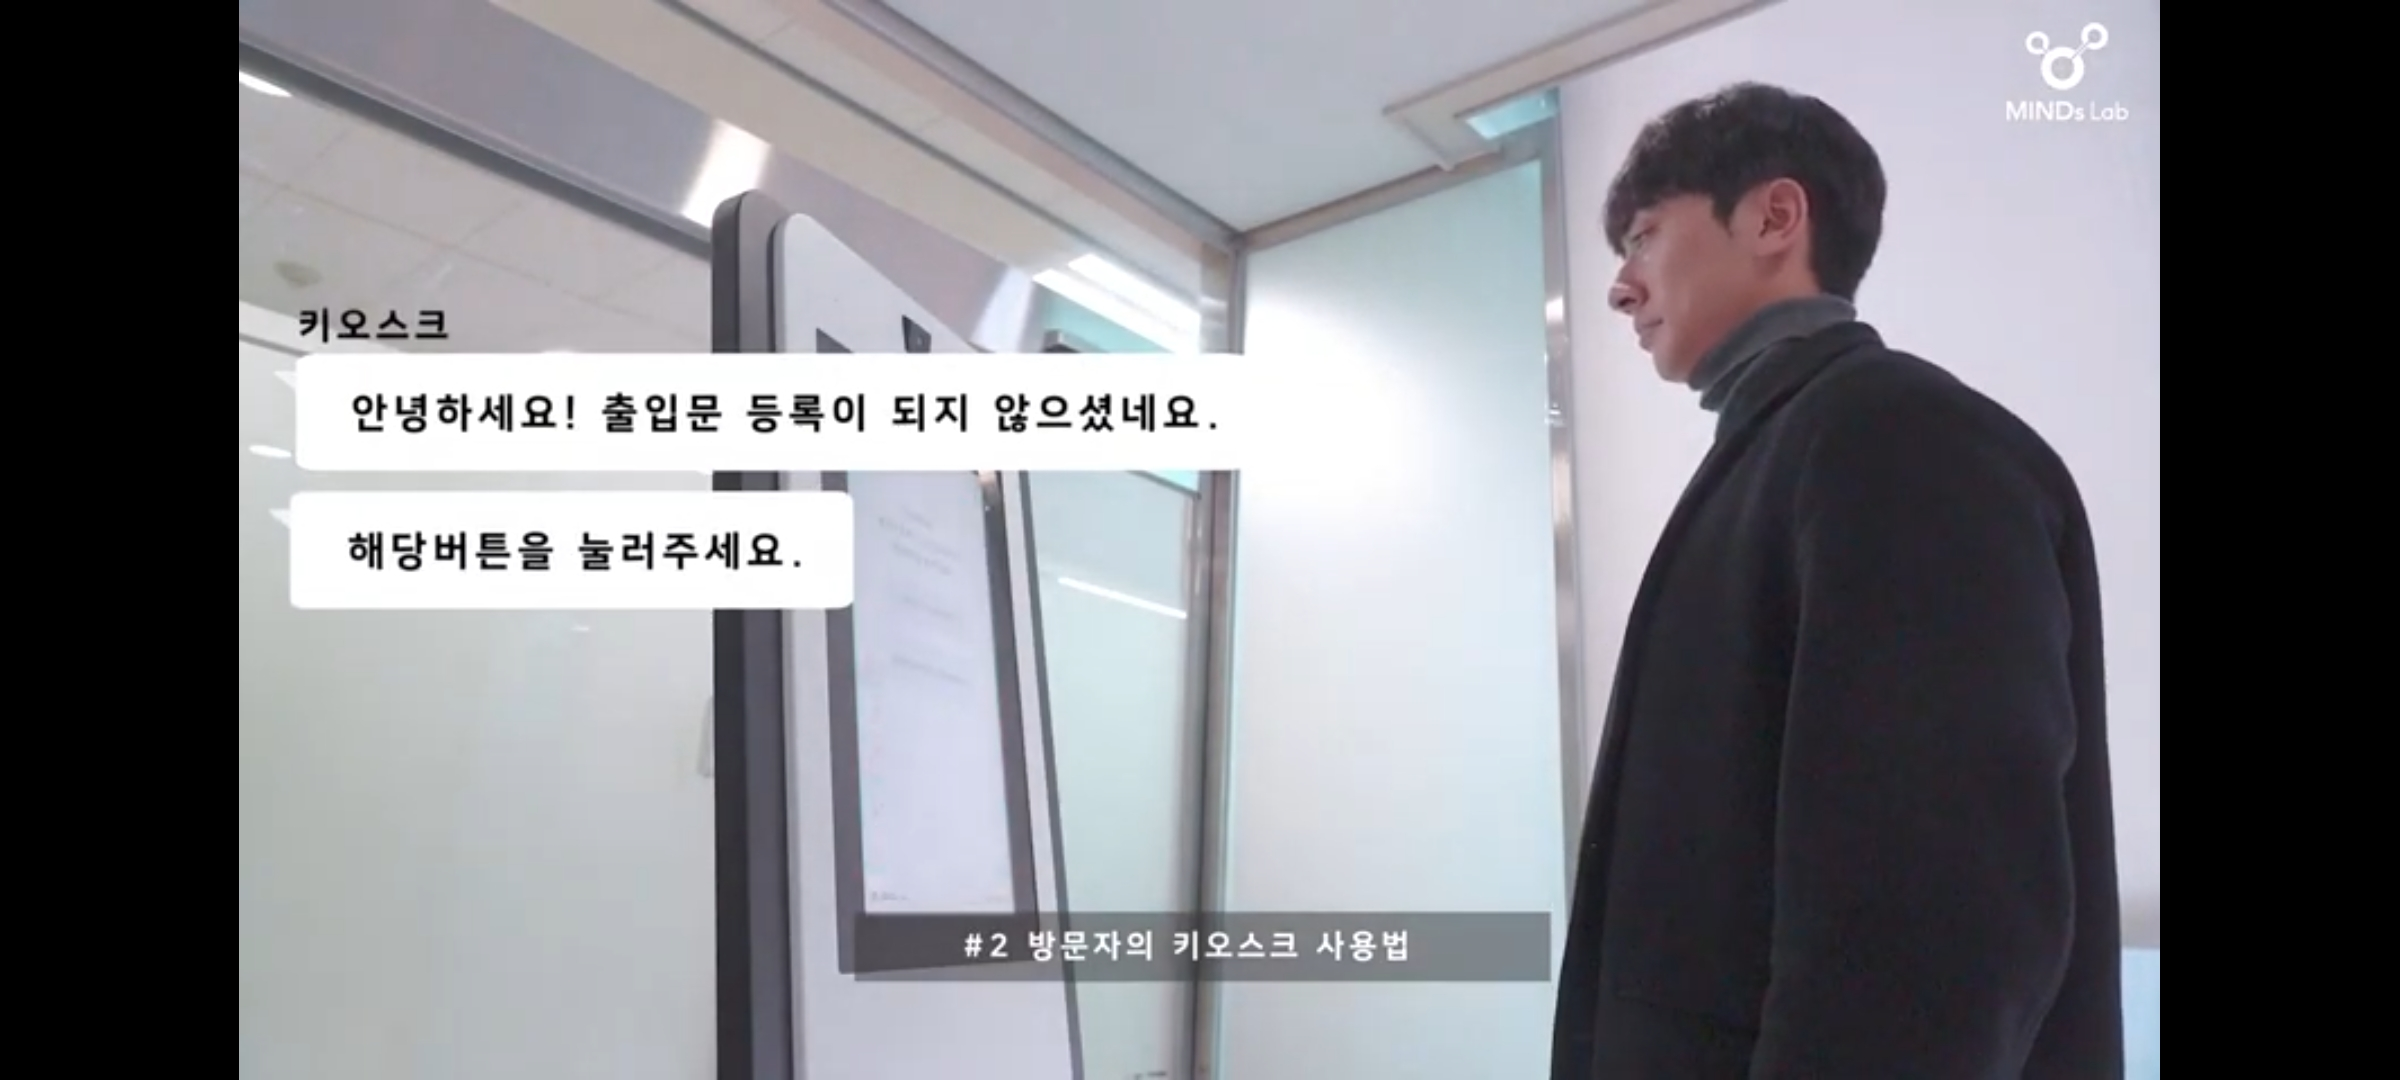 MINDs Lab
키오스크
안녕하세요! 출입문 등록이 되지 않으셨네요.
해당버튼을 눌러주세요.
#2 방문자의 키오스크 사용법